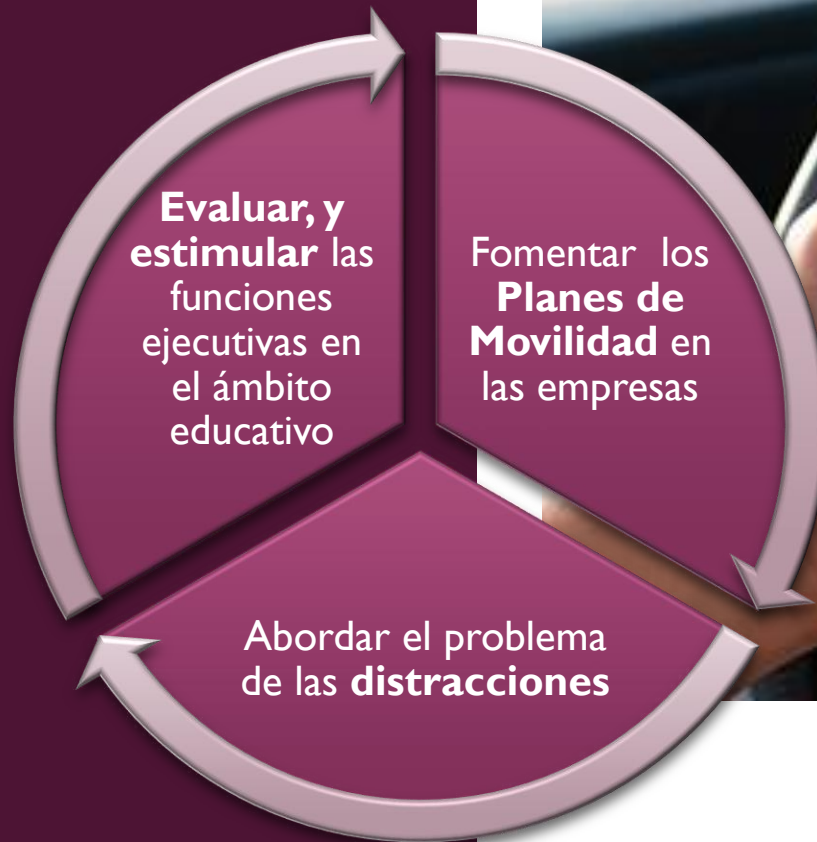 Evaluar, y
estimular las
funciones
ejecutivas en
el ámbito
educativo
Fomentar los
Planes de
Movilidad en
las empresas
Abordar el problema
de las distracciones